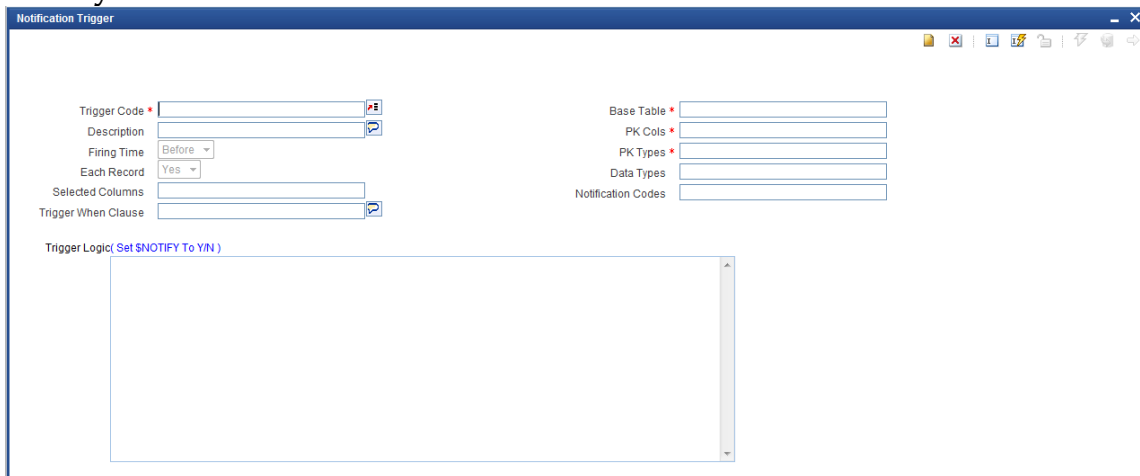 Notification Trigger
Trigger Code *
Description
Firing Time Before
Each Record Yes
Selected Columns
Trigger When Clause
Base Table *
PK Cols *
PK Types *
Data Types
Notification Codes
Trigger Logic( Set $NOTIFY To Y/N )